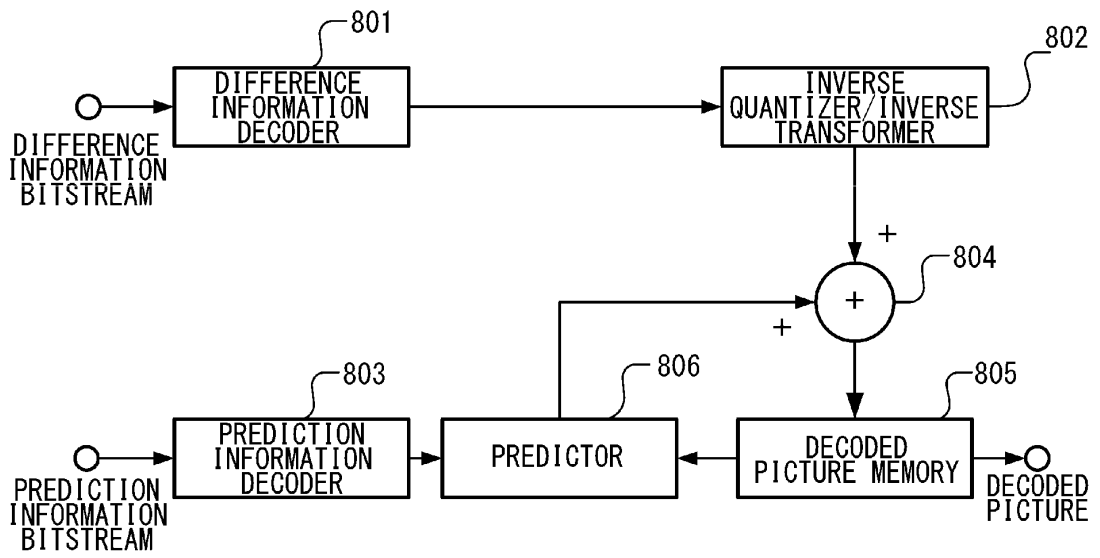 801
DIFFERENCE
INFORMATION
DECODER
802
INVERSE
QUANTIZER/INVERSE
TRANSFORMER
DIFFERENCE
INFORMATION
BITSTREAM
+
804
+
+
803
PREDICTION
INFORMATION
DECODER
806
PREDICTOR
805
DECODED
PICTURE MEMORY
PREDICTION
INFORMATION
BITSTREAM
DECODED
PICTURE